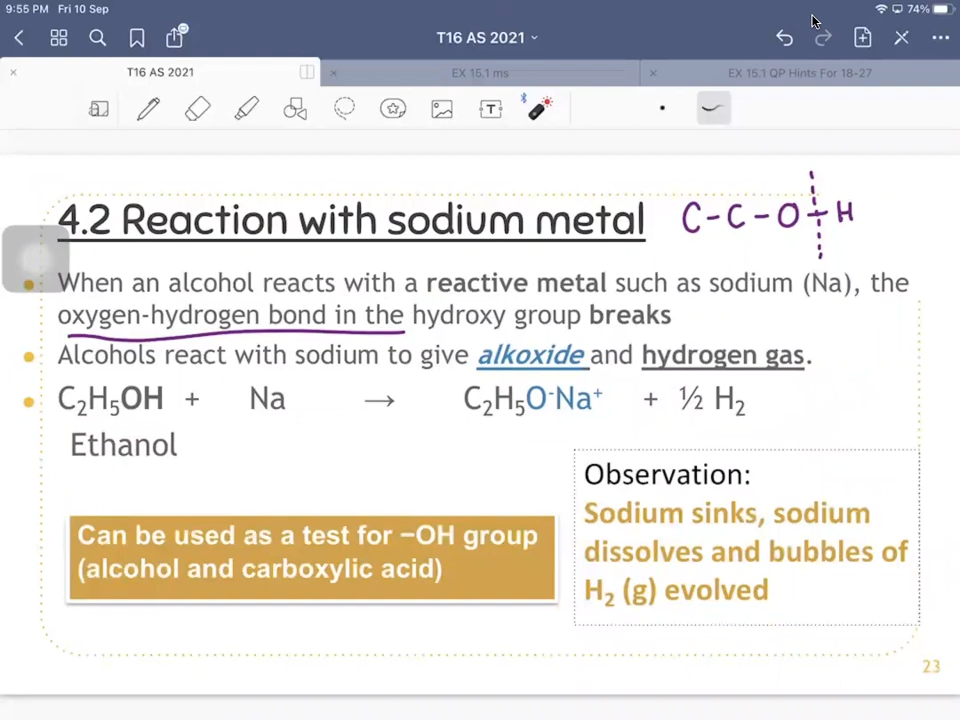 9:55 PM Fri 10 Sep
74%
T16 AS 2021
T16 AS 2021
EX 15.1 ms
EX 15.1 QP Hints For 18-27
T
4.2 Reaction with sodium metal
C-C-O-H
When an alcohol reacts with a reactive metal such as sodium (Na), the
oxygen-hydrogen bond in the hydroxy group breaks
Alcohols react with sodium to give alkoxide and hydrogen gas.
C₂H₅OH + Na → C₂H₅O⁻Na⁺ + ½ H₂
Ethanol
Observation:
Sodium sinks, sodium
dissolves and bubbles of
H₂ (g) evolved
Can be used as a test for –OH group
(alcohol and carboxylic acid)
23